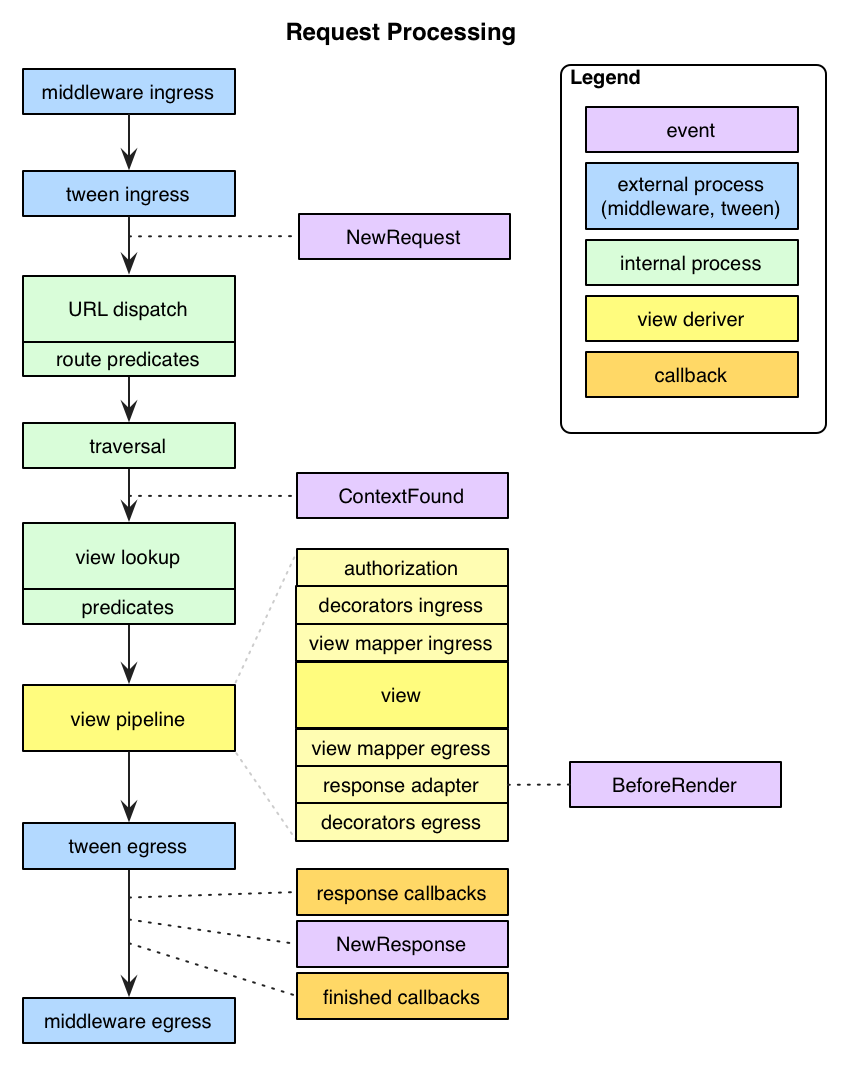 Request Processing
middleware ingress
tween ingress
NewRequest
URL dispatch
route predicates
traversal
ContextFound
view lookup
predicates
view pipeline
authorization
decorators ingress
view mapper ingress
view
view mapper egress
response adapter
decorators egress
BeforeRender
tween egress
response callbacks
NewResponse
finished callbacks
middleware egress
Legend
event
external process
(middleware, tween)
internal process
view deriver
callback